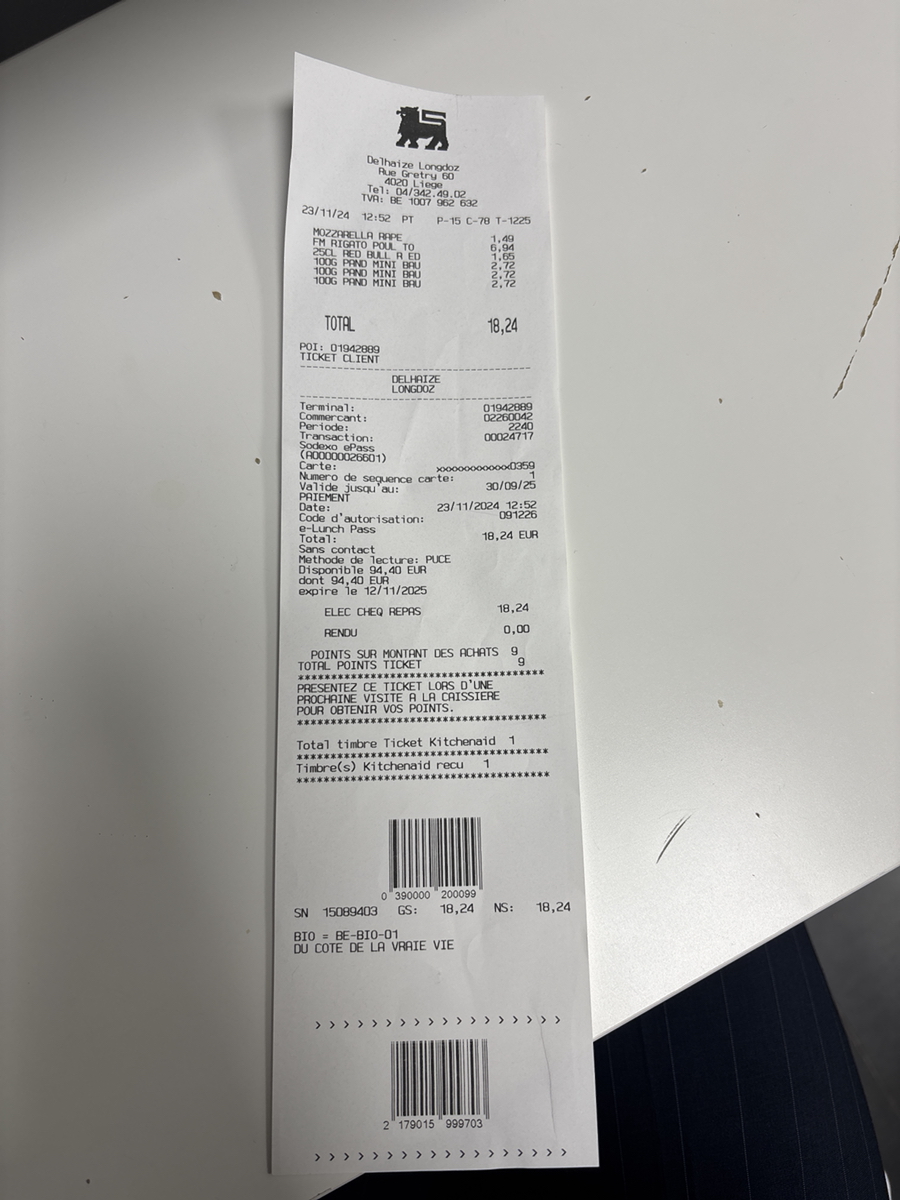 Delhaize Longdoz
Rue Gretry 60
4020 Liege
Tel: 04/342.49.02
TVA: BE 1007 962 632
23/11/24 12:52 PT P-15 C-78 T-1225
MOZZARELLA RAPE 1,49
FM RIGATO POUL TO 6,94
25CL RED BULL R ED 1,65
100G PAND MINI BAU 2,72
100G PAND MINI BAU 2,72
100G PAND MINI BAU 2,72
TOTAL 18,24
POI: 01942889
TICKET CLIENT
--------------------------------
DELHAIZE
LONGDOZ
--------------------------------
Terminal: 01942889
Commercant: 02260042
Periode: 2240
Transaction: 00024717
Sodexo ePass
(A00000026601)
Carte: xxxxxxxxxxxxx0359
Numero de sequence carte: 1
Valide jusqu'au: 30/09/25
PAIEMENT
Date: 23/11/2024 12:52
Code d'autorisation: 091226
e-Lunch Pass
Total: 18,24 EUR
Sans contact
Methode de lecture: PUCE
Disponible 94,40 EUR
dont 94,40 EUR
expire le 12/11/2025
ELEC CHEQ REPAS 18,24
RENDU 0,00
POINTS SUR MONTANT DES ACHATS 9
TOTAL POINTS TICKET 9
************************************
PRESENTEZ CE TICKET LORS D'UNE
PROCHAINE VISITE A LA CAISSIERE
POUR OBTENIR VOS POINTS.
************************************
Total timbre Ticket Kitchenaid 1
************************************
Timbre(s) Kitchenaid recu 1
************************************
0 390000 200099
SN 15089403 GS: 18,24 NS: 18,24
BIO = BE-BIO-01
DU COTE DE LA VRAIE VIE
> > > > > > > > > > > > > > > > > >
2 179015 999703
> > > > > > > > > > > > > > > > > >